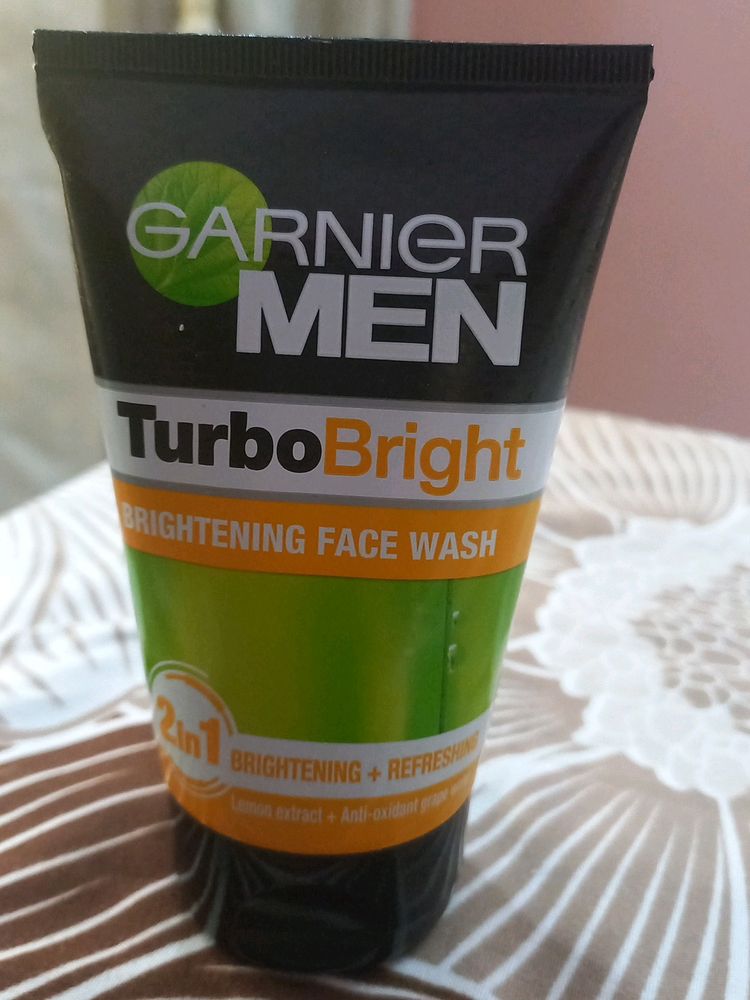 GARNIER
MEN
TurboBright
BRIGHTENING FACE WASH
2in1
BRIGHTENING + REFRESHING
Lemon extract + Anti-oxidant grape